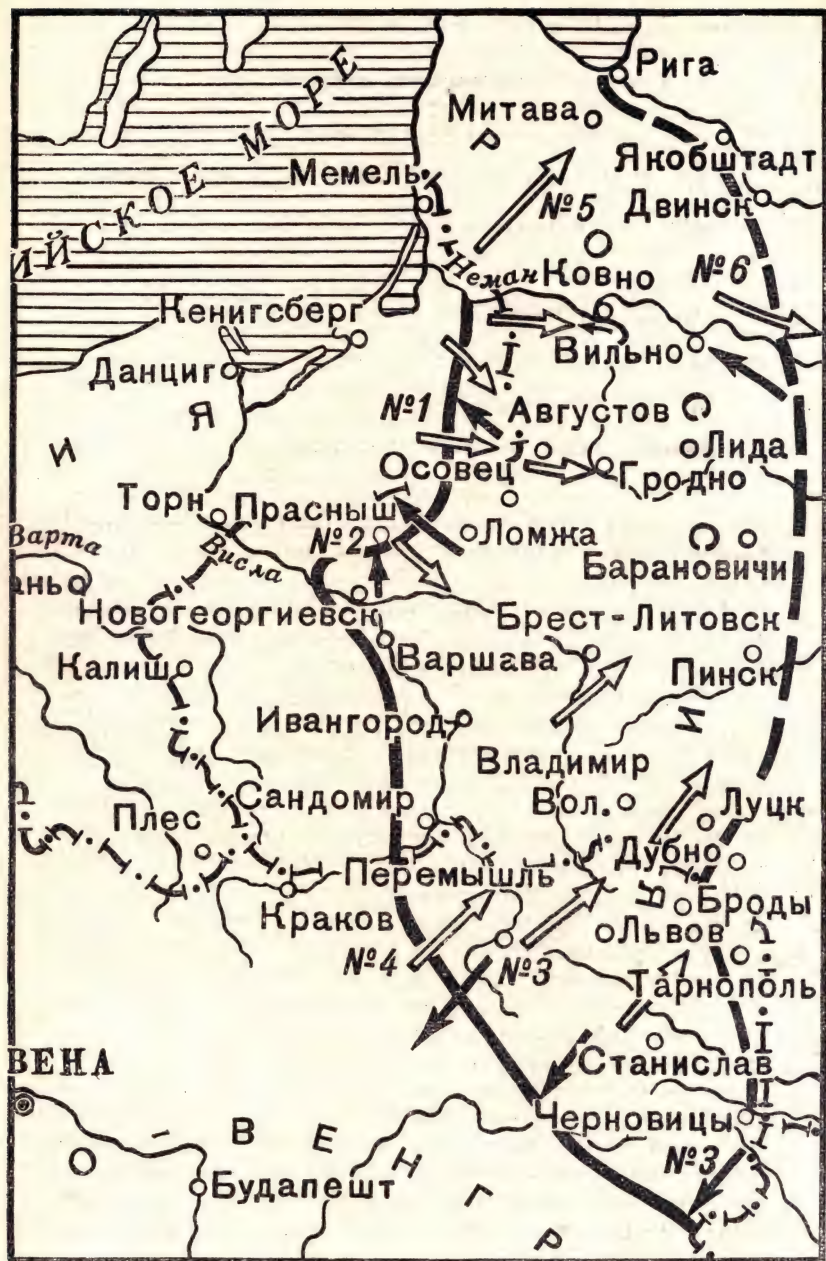 Рига
Митава
Р
ИЙСКОЕ МОРЕ
Якобштадт
Мемель
№5
Двинск
Неман
Ковно
№6
Кенигсберг
Вильно
Данциг
№1
Августов
И Я
Осовец
Лида
Гродно
Торн
Прасныш
Варта
Висла
№2
Ломжа
Барановичи
ань
Новогеоргиевск
Брест-Литовск
Варшава
Пинск
Калиш
Ивангород
И
Владимир
Вол.
Сандомир
Луцк
Плес
Дубно
Перемышль
Я
Броды
Краков
Львов
№4
№3
Тарнополь
ВЕНА
Станислав
Черновицы
О-ВЕНГР
№3
Будапешт